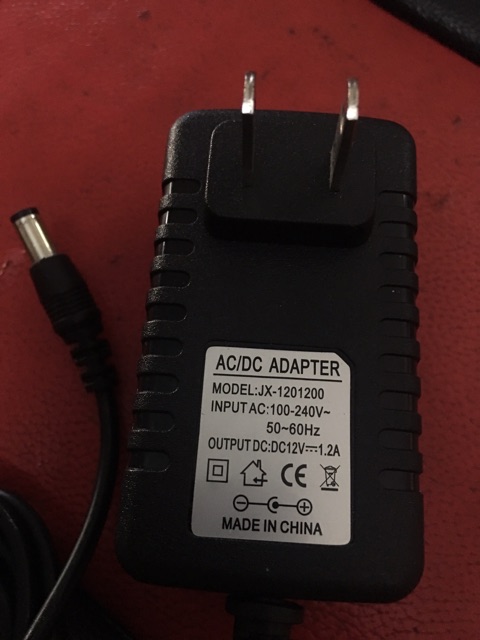 AC/DC ADAPTER
MODEL:JX-1201200
INPUT AC:100-240V~
50~60Hz
OUTPUT DC:DC12V⎓1.2A
CE
MADE IN CHINA